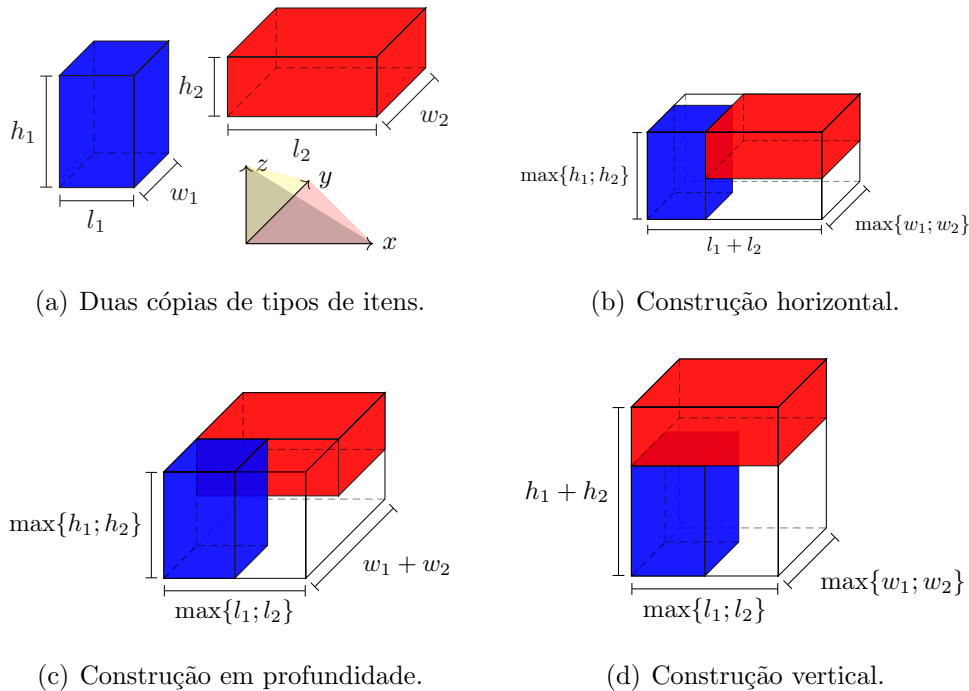 h₁
l₁
w₁
h₂
l₂
w₂
z
y
x
(a) Duas cópias de tipos de itens.
max{h₁; h₂}
l₁ + l₂
max{w₁; w₂}
(b) Construção horizontal.
max{h₁; h₂}
max{l₁; l₂}
w₁ + w₂
(c) Construção em profundidade.
h₁ + h₂
max{l₁; l₂}
max{w₁; w₂}
(d) Construção vertical.